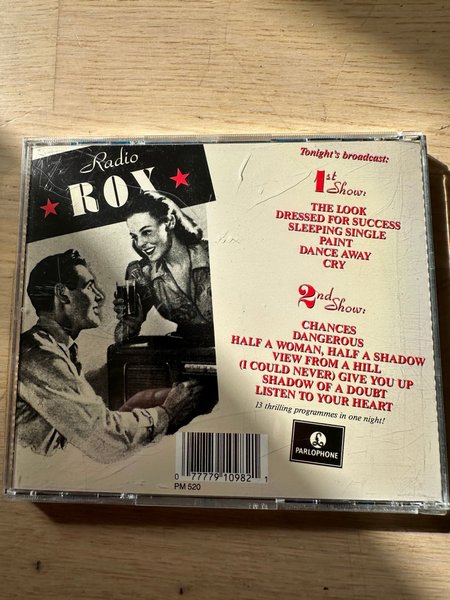 Radio
ROX
Tonight's broadcast:
1st Show:
THE LOOK
DRESSED FOR SUCCESS
SLEEPING SINGLE
PAINT
DANCE AWAY
CRY
2nd Show:
CHANCES
DANGEROUS
HALF A WOMAN, HALF A SHADOW
VIEW FROM A HILL
(I COULD NEVER) GIVE YOU UP
SHADOW OF A DOUBT
LISTEN TO YOUR HEART
13 thrilling programmes in one night!
PARLOPHONE
0 77779 10982 1
PM 520